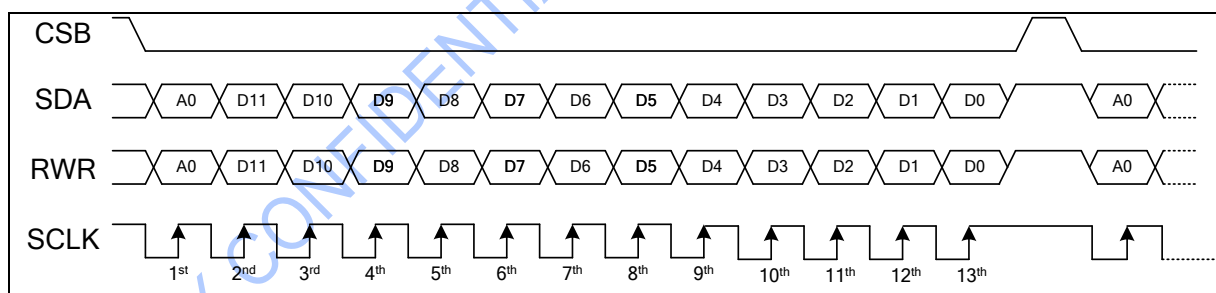 CSB
SDA A0 D11 D10 D9 D8 D7 D6 D5 D4 D3 D2 D1 D0 A0
RWR A0 D11 D10 D9 D8 D7 D6 D5 D4 D3 D2 D1 D0 A0
SCLK
1st 2nd 3rd 4th 5th 6th 7th 8th 9th 10th 11th 12th 13th
CONFIDENTI